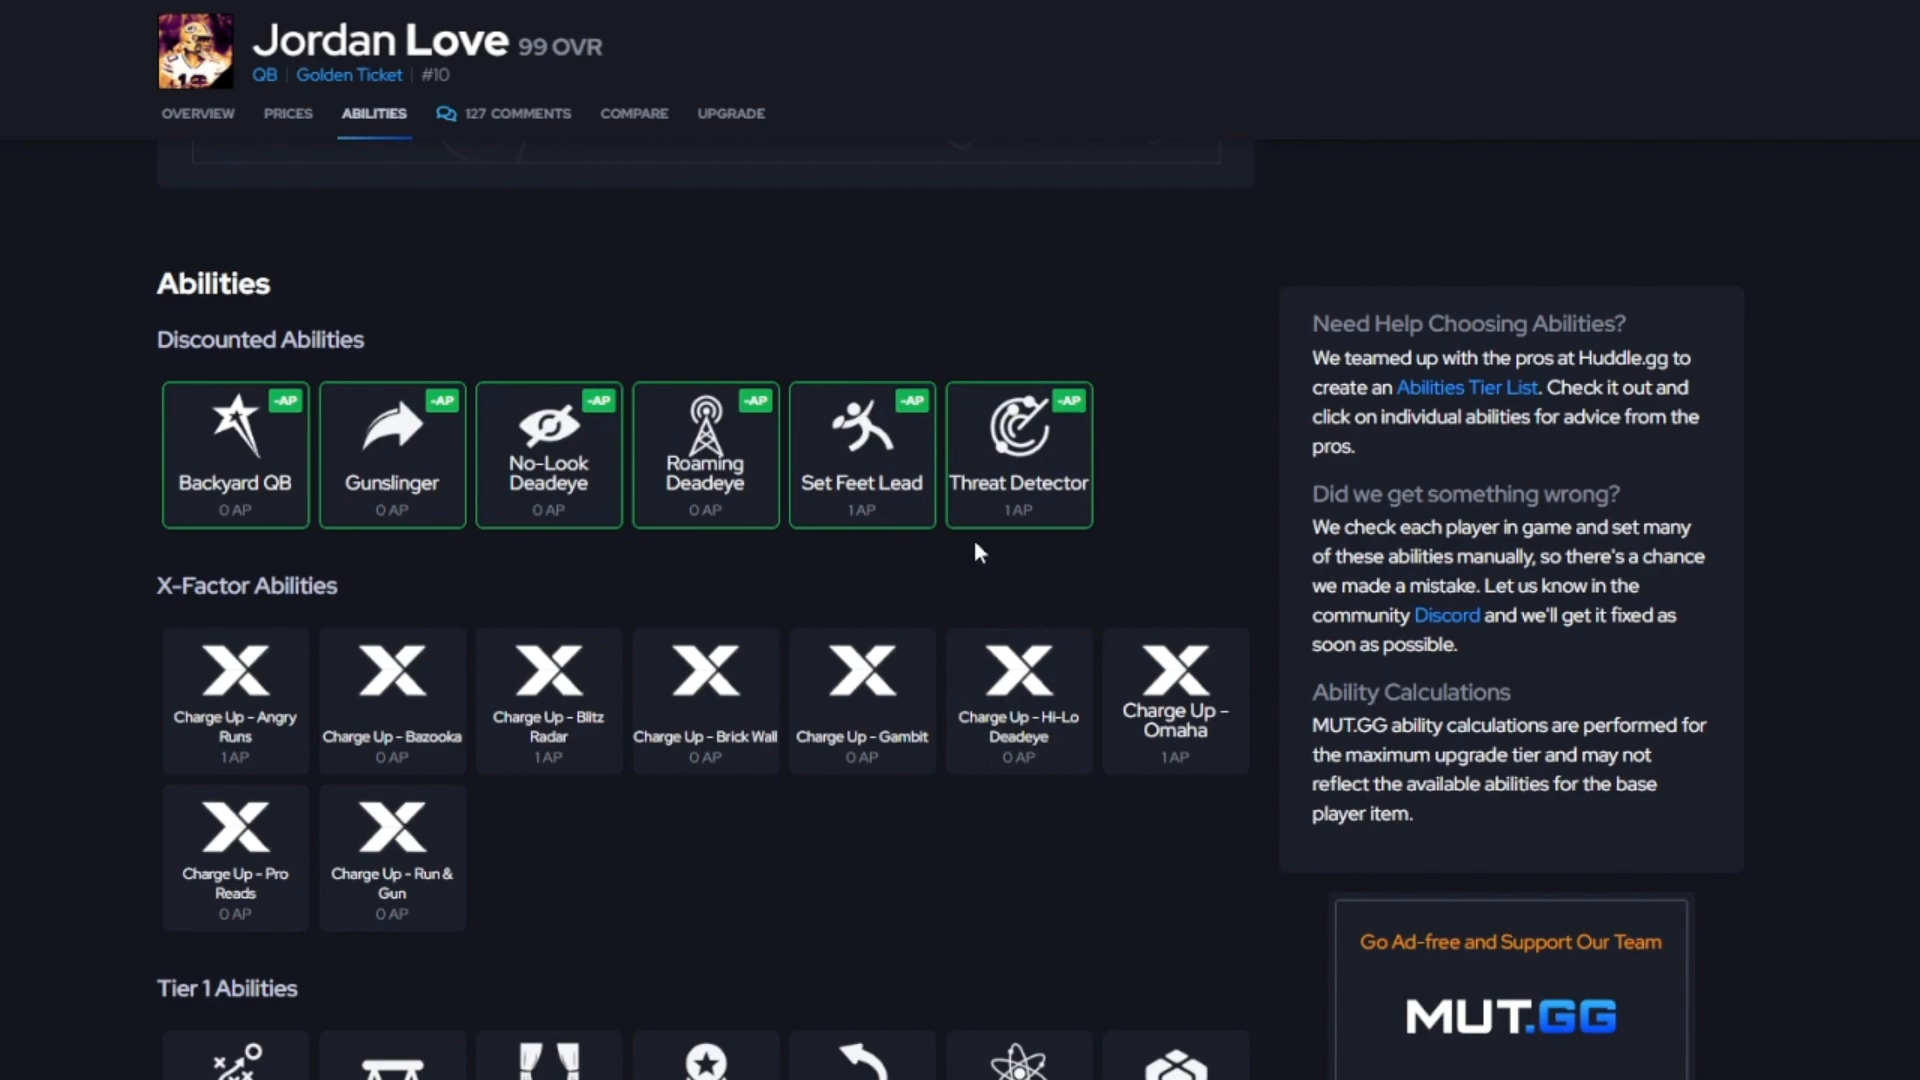 Jordan Love 99 OVR
QB | Golden Ticket | #10
OVERVIEW PRICES ABILITIES 127 COMMENTS COMPARE UPGRADE
Abilities
Discounted Abilities
-AP
Backyard QB
0 AP
-AP
Gunslinger
0 AP
-AP
No-Look
Deadeye
0 AP
-AP
Roaming
Deadeye
0 AP
-AP
Set Feet Lead
1 AP
-AP
Threat Detector
1 AP
X-Factor Abilities
Charge Up - Angry
Runs
1 AP
Charge Up - Bazooka
0 AP
Charge Up - Blitz
Radar
1 AP
Charge Up - Brick Wall
0 AP
Charge Up - Gambit
0 AP
Charge Up - Hi-Lo
Deadeye
0 AP
Charge Up -
Omaha
1 AP
Charge Up - Pro
Reads
0 AP
Charge Up - Run &
Gun
0 AP
Tier 1 Abilities
Need Help Choosing Abilities?
We teamed up with the pros at Huddle.gg to
create an Abilities Tier List. Check it out and
click on individual abilities for advice from the
pros.
Did we get something wrong?
We check each player in game and set many
of these abilities manually, so there's a chance
we made a mistake. Let us know in the
community Discord and we'll get it fixed as
soon as possible.
Ability Calculations
MUT.GG ability calculations are performed for
the maximum upgrade tier and may not
reflect the available abilities for the base
player item.
Go Ad-free and Support Our Team
MUT.GG